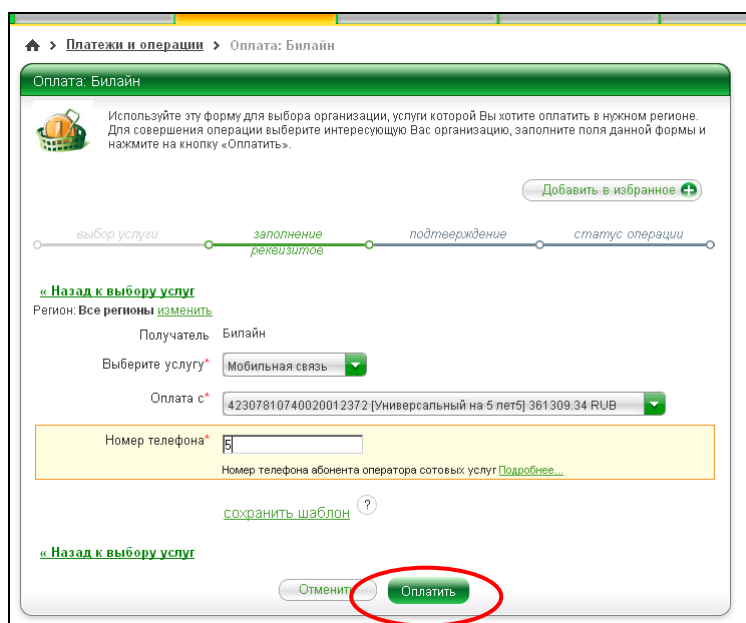 > Платежи и операции > Оплата: Билайн
Оплата: Билайн
Используйте эту форму для выбора организации, услуги которой Вы хотите оплатить в нужном регионе.
Для совершения операции выберите интересующую Вас организацию, заполните поля данной формы и
нажмите на кнопку «Оплатить».
Добавить в избранное
выбор услуги заполнение реквизитов подтверждение статус операции
« Назад к выбору услуг
Регион: Все регионы изменить
Получатель Билайн
Выберите услугу* Мобильная связь
Оплата с* 42307810740020012372 [Универсальный на 5 лет5] 361309.34 RUB
Номер телефона* 5
Номер телефона абонента оператора сотовых услуг Подробнее...
сохранить шаблон ?
« Назад к выбору услуг
Отменить Оплатить